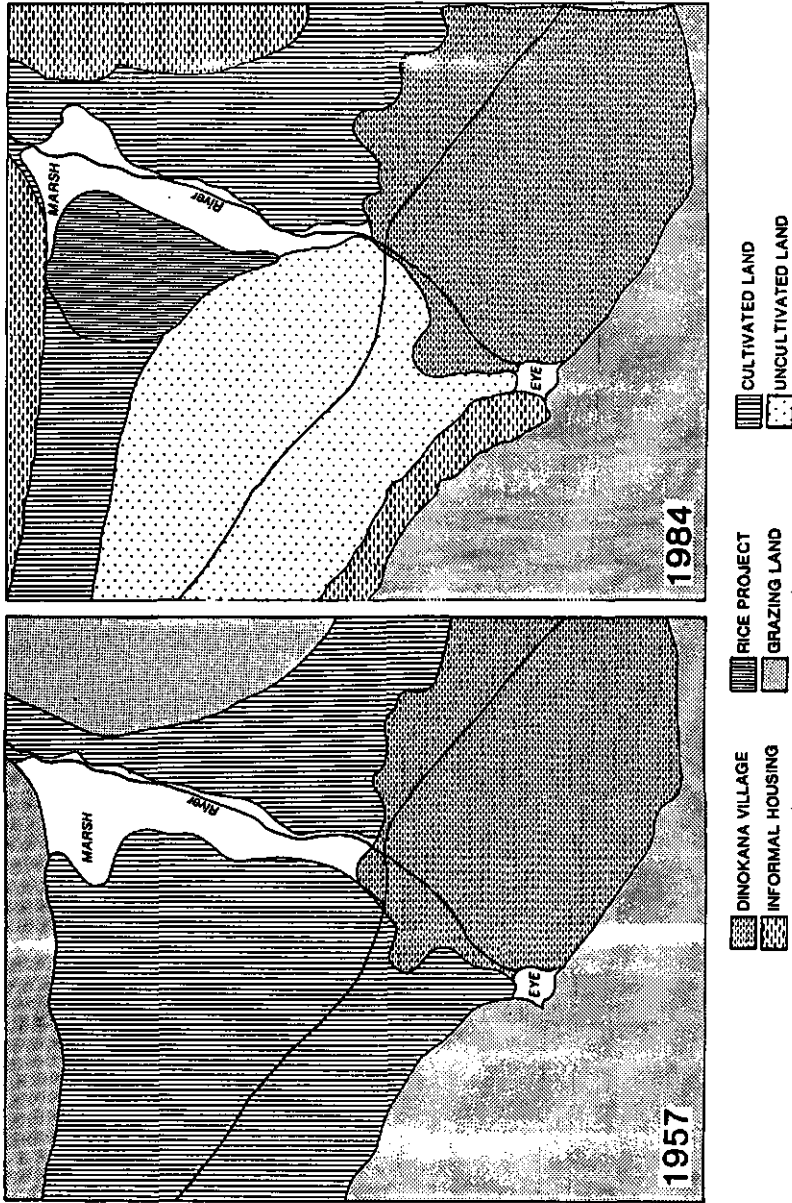 MARSH
River
EYE
1957
MARSH
River
EYE
1984
DINOKANA VILLAGE
INFORMAL HOUSING
RICE PROJECT
GRAZING LAND
CULTIVATED LAND
UNCULTIVATED LAND